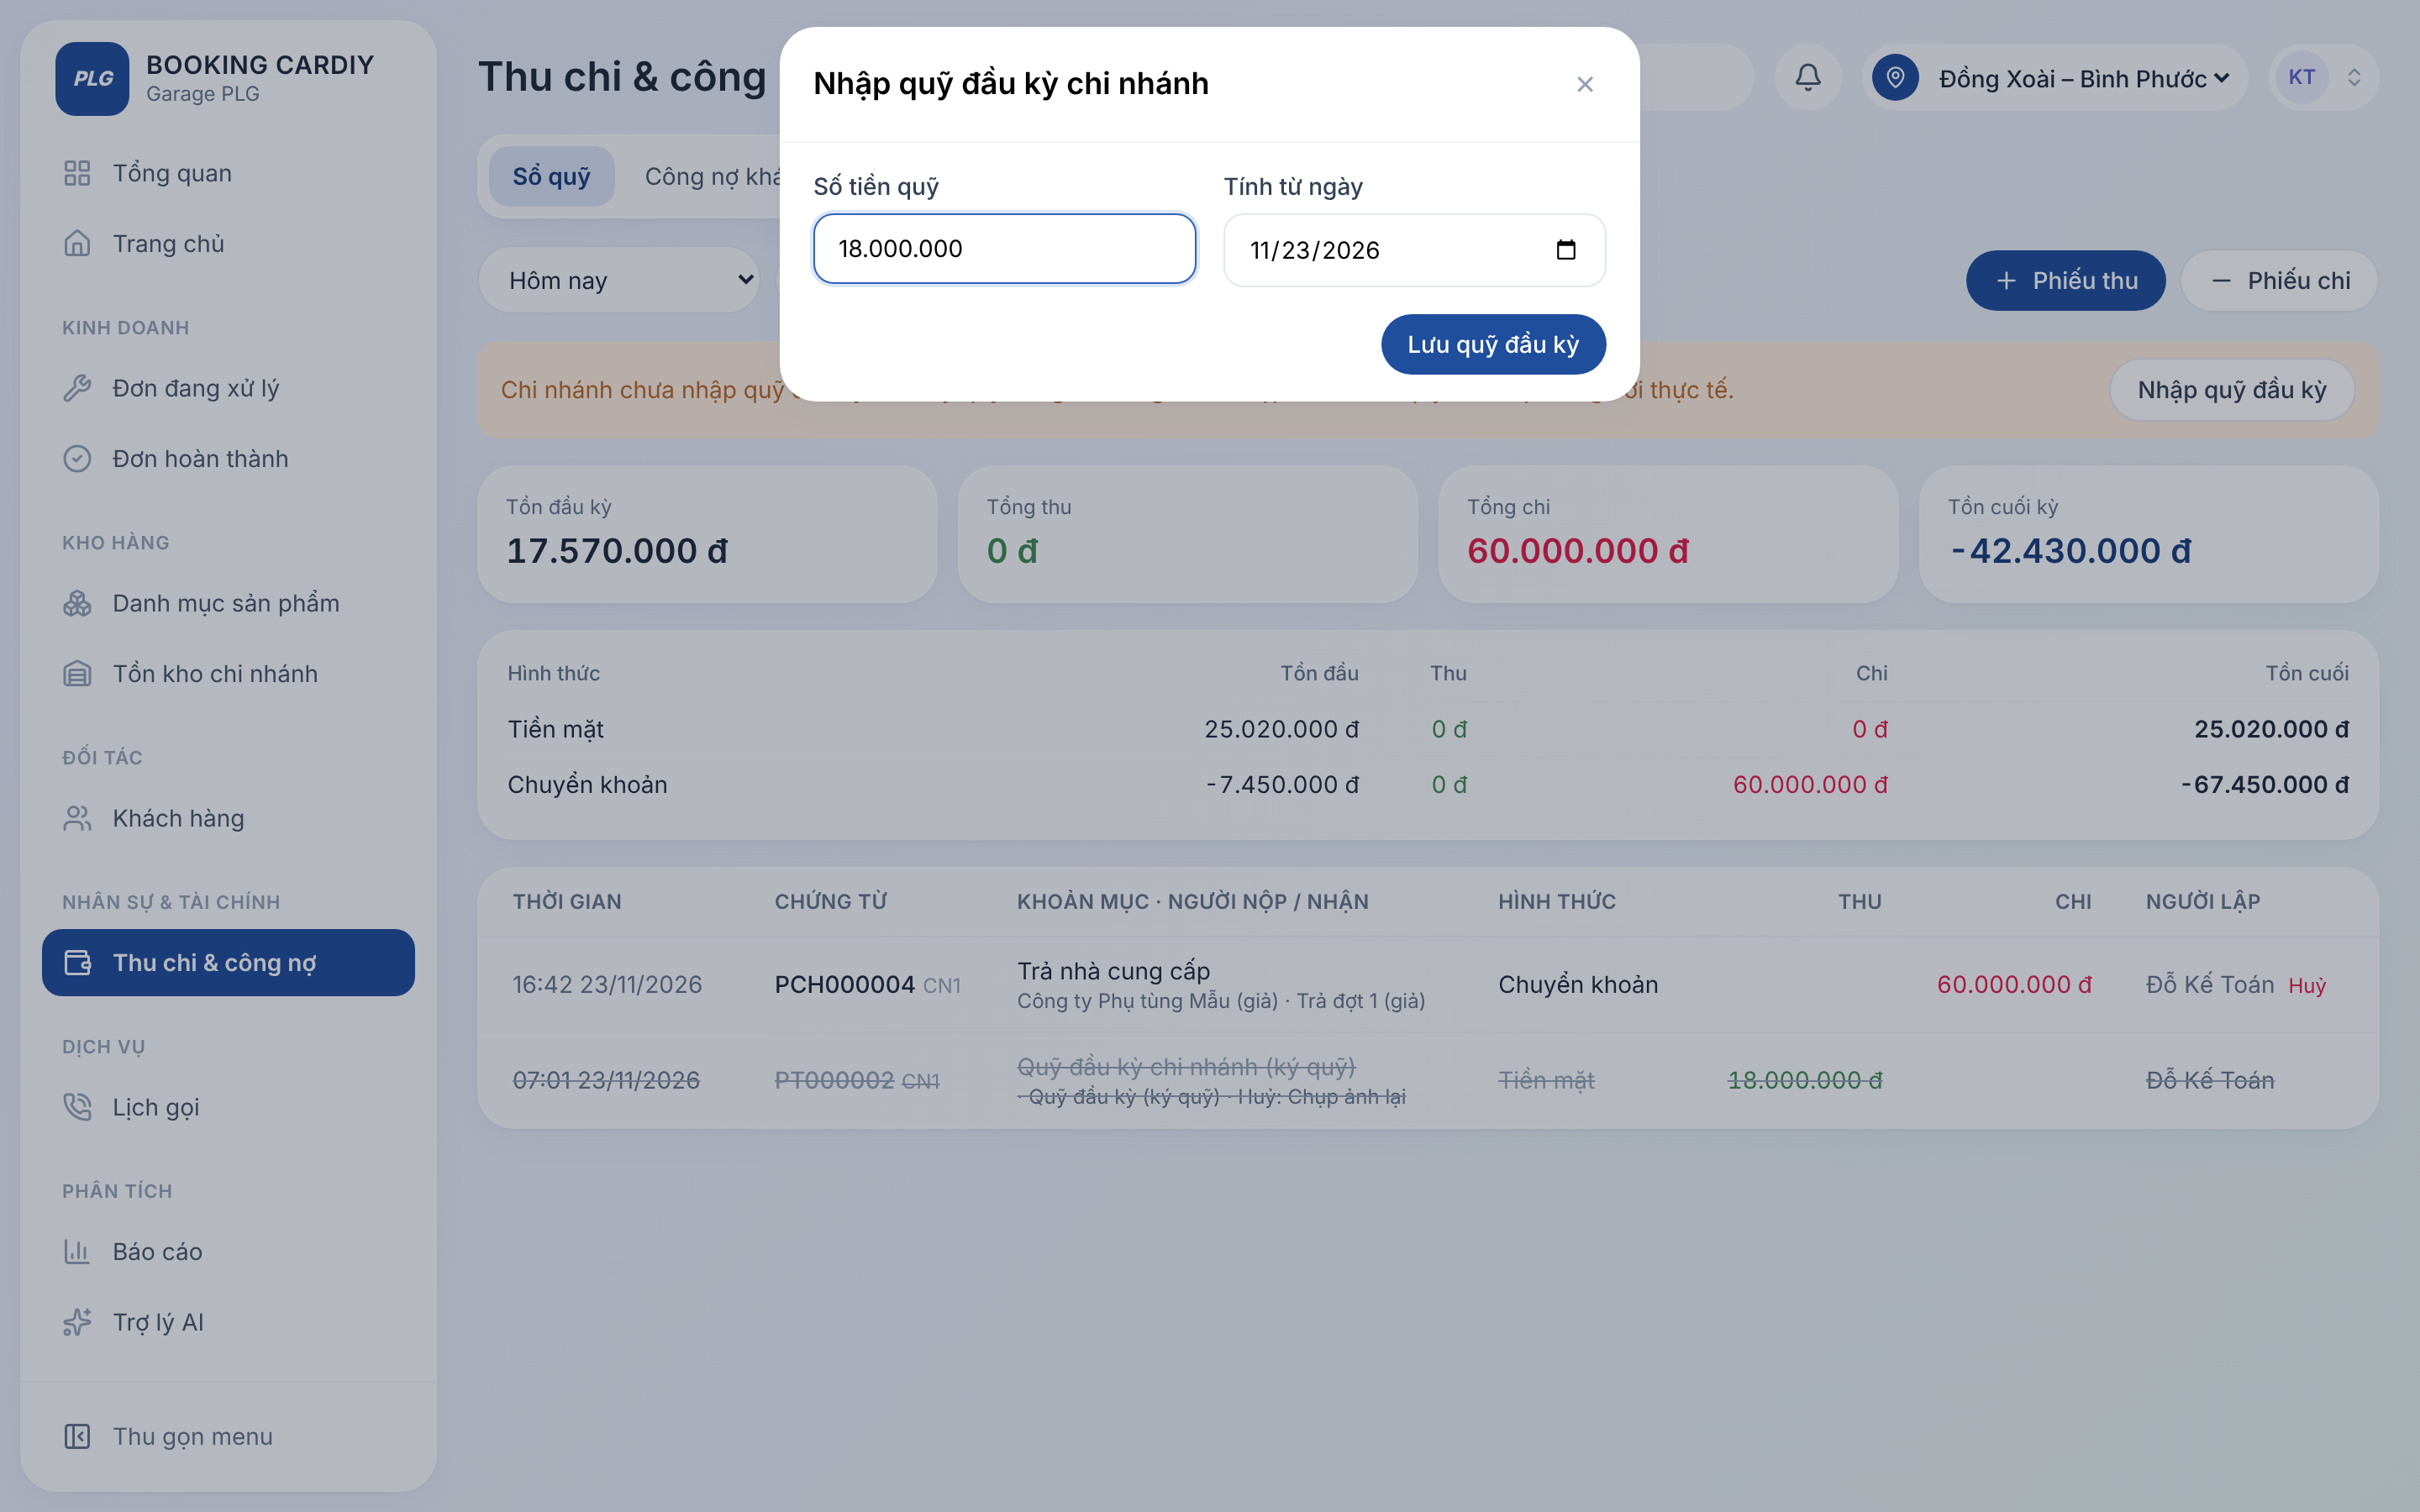 PLG
BOOKING CARDIY
Garage PLG
Tổng quan
Trang chủ
KINH DOANH
Đơn đang xử lý
Đơn hoàn thành
KHO HÀNG
Danh mục sản phẩm
Tồn kho chi nhánh
ĐỐI TÁC
Khách hàng
NHÂN SỰ & TÀI CHÍNH
Thu chi & công nợ
DỊCH VỤ
Lịch gọi
PHÂN TÍCH
Báo cáo
Trợ lý AI
Thu gọn menu
Thu chi & công
Đồng Xoài – Bình Phước
KT
Sổ quỹ
Công nợ khá
Nhập quỹ đầu kỳ chi nhánh
Số tiền quỹ
Tính từ ngày
18.000.000
11/23/2026
Lưu quỹ đầu kỳ
Hôm nay
Phiếu thu
Phiếu chi
Chi nhánh chưa nhập quỹ
thực tế.
Nhập quỹ đầu kỳ
Tồn đầu kỳ
17.570.000 đ
Tổng thu
0 đ
Tổng chi
60.000.000 đ
Tồn cuối kỳ
-42.430.000 đ
Hình thức Tồn đầu Thu Chi Tồn cuối
Tiền mặt 25.020.000 đ 0 đ 0 đ 25.020.000 đ
Chuyển khoản -7.450.000 đ 0 đ 60.000.000 đ -67.450.000 đ
THỜI GIAN CHỨNG TỪ KHOẢN MỤC · NGƯỜI NỘP / NHẬN HÌNH THỨC THU CHI NGƯỜI LẬP
16:42 23/11/2026 PCH000004 CN1 Trả nhà cung cấp Chuyển khoản 60.000.000 đ Đỗ Kế Toán Huỷ
Công ty Phụ tùng Mẫu (giả) · Trả đợt 1 (giả)
07:01 23/11/2026 PT000002 CN1 Quỹ đầu kỳ chi nhánh (ký quỹ) Tiền mặt 18.000.000 đ Đỗ Kế Toán
· Quỹ đầu kỳ (ký quỹ) · Huỷ: Chụp ảnh lại